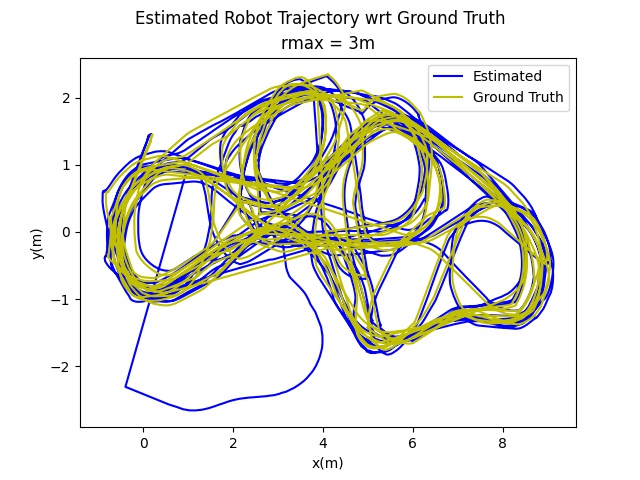 Estimated Robot Trajectory wrt Ground Truth
rmax = 3m
Estimated
Ground Truth
2
1
0
−1
−2
y(m)
0
2
4
6
8
x(m)